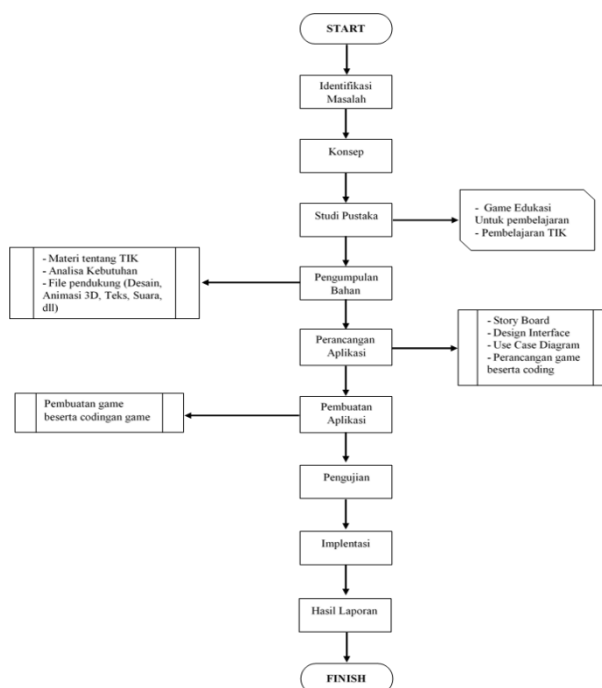 START
Identifikasi
Masalah
Konsep
Studi Pustaka
- Game Edukasi
Untuk pembelajaran
- Pembelajaran TIK
- Materi tentang TIK
- Analisa Kebutuhan
- File pendukung (Desain,
Animasi 3D, Teks, Suara,
dll)
Pengumpulan
Bahan
Perancangan
Aplikasi
- Story Board
- Design Interface
- Use Case Diagram
- Perancangan game
beserta coding
Pembuatan game
beserta codingan game
Pembuatan
Aplikasi
Pengujian
Implentasi
Hasil Laporan
FINISH